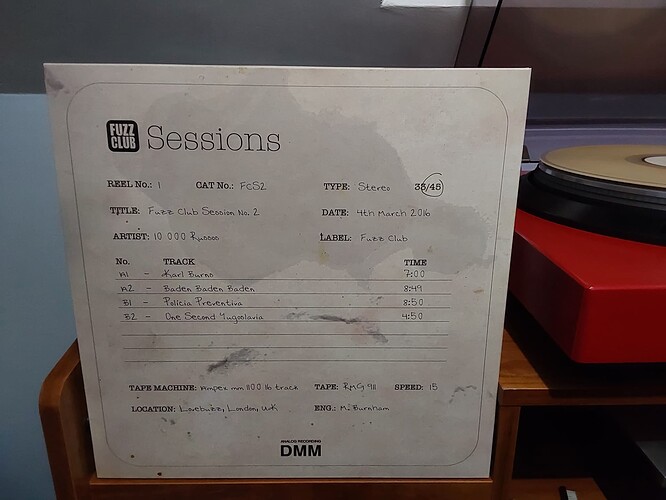 FUZZ CLUB Sessions
REEL No.: 1 CAT No.: FCS2 TYPE: Stereo 33/45
TITLE: Fuzz Club Session No. 2 DATE: 4th March 2016
ARTIST: 10 000 Russos LABEL: Fuzz Club
No. TRACK TIME
A1 - Karl Burns 7:00
A2 - Baden Baden Baden 8:49
B1 - Policia Preventiva 8:50
B2 - One Second Yugoslavia 4:50
TAPE MACHINE: Ampex mm 1100 16 track TAPE: RMG 911 SPEED: 15
LOCATION: Lovebuzz, London, UK ENG.: M. Burnham
ANALOG RECORDING
DMM